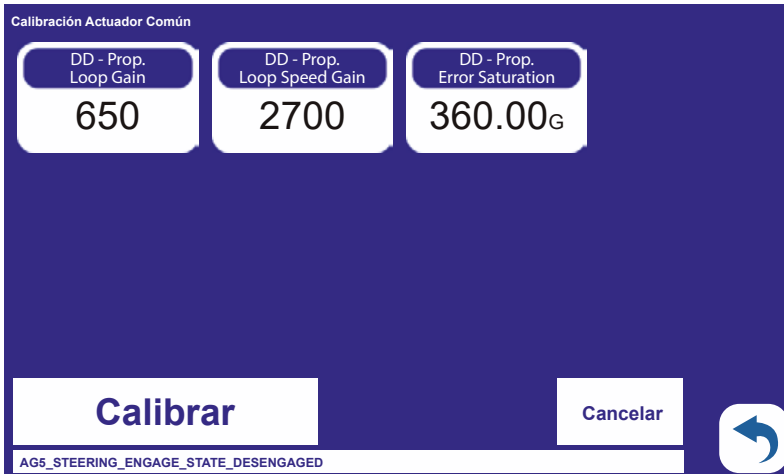 Calibración Actuador Común
DD - Prop.
Loop Gain
650
DD - Prop.
Loop Speed Gain
2700
DD - Prop.
Error Saturation
360.00G
Calibrar
Cancelar
AG5_STEERING_ENGAGE_STATE_DESENGAGED